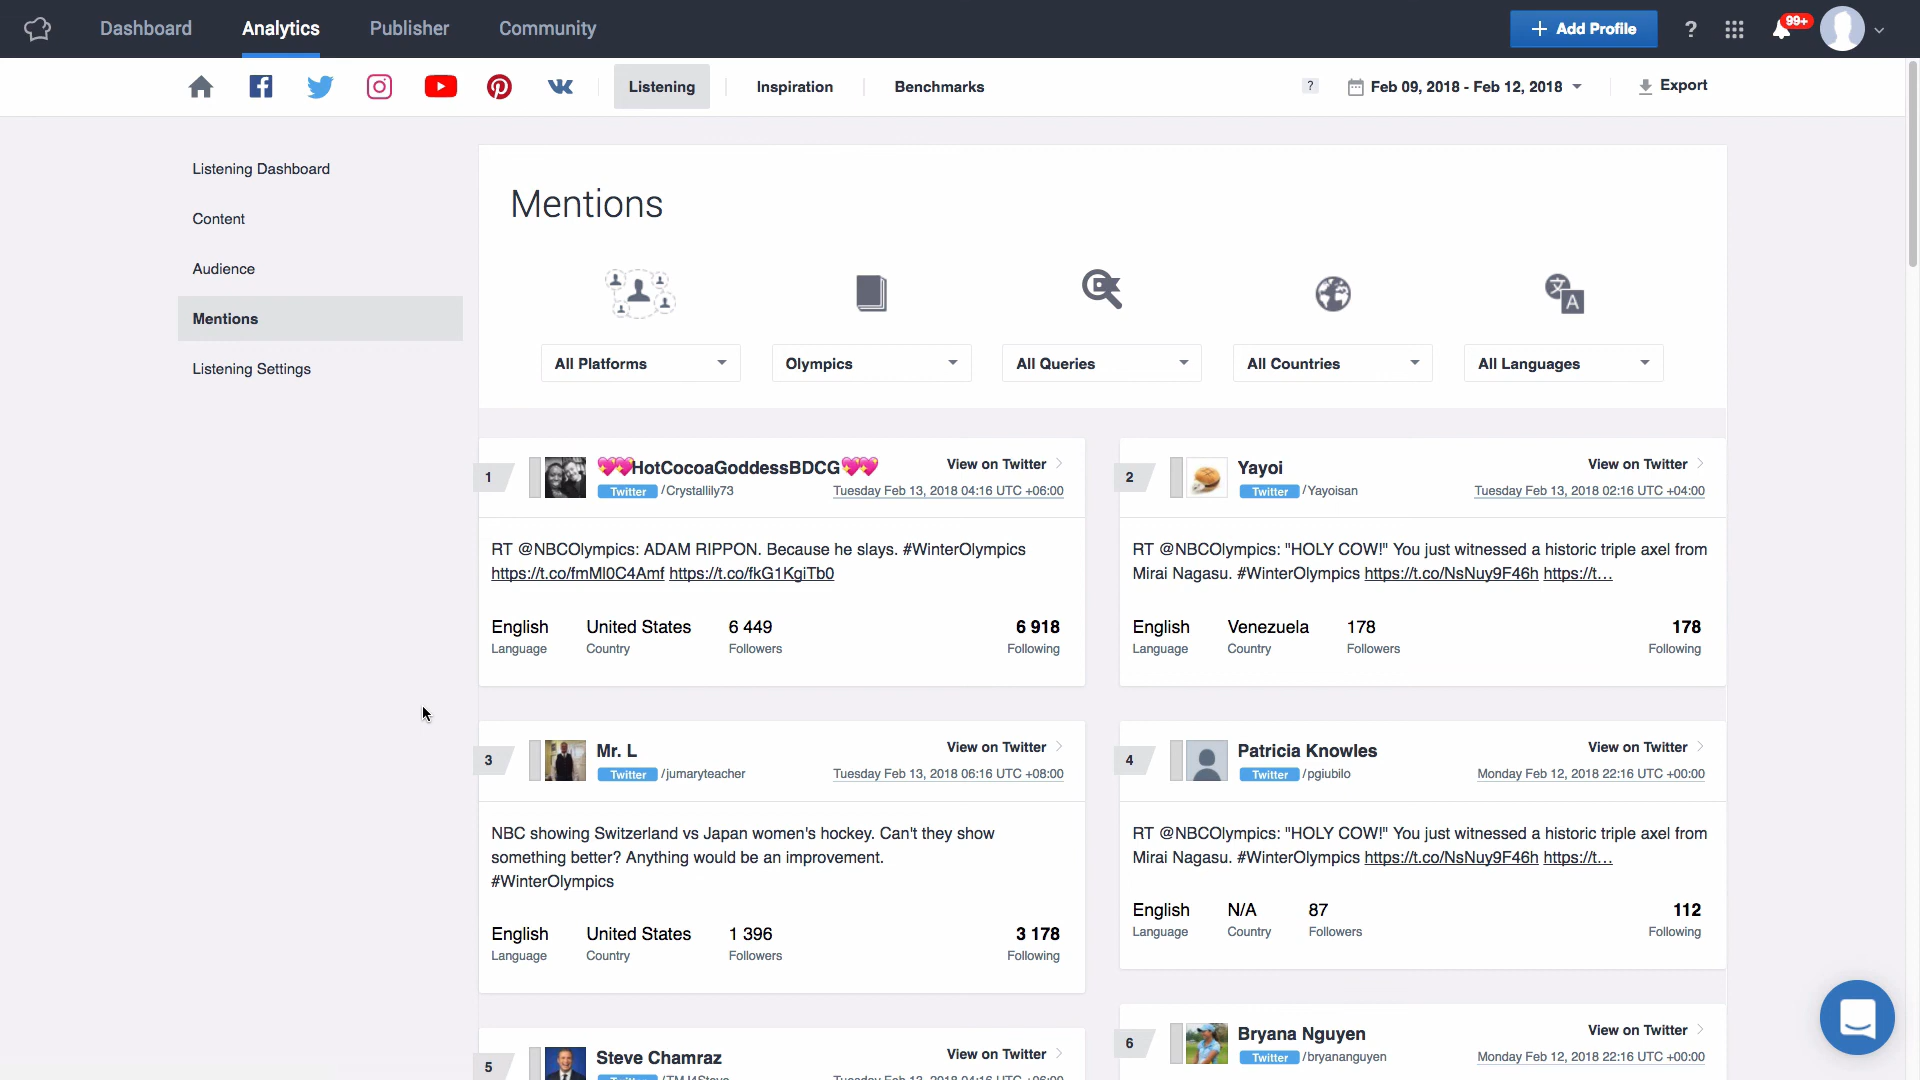 Dashboard
Analytics
Publisher
Community
+ Add Profile
?
99+
Listening
Inspiration
Benchmarks
?
Feb 09, 2018 - Feb 12, 2018
Export
Listening Dashboard
Content
Audience
Mentions
Listening Settings
Mentions
All Platforms
Olympics
All Queries
All Countries
All Languages
1
💖💖HotCocoaGoddessBDCG💖💖
View on Twitter
Twitter /Crystallily73
Tuesday Feb 13, 2018 04:16 UTC +06:00
RT @NBCOlympics: ADAM RIPPON. Because he slays. #WinterOlympics
https://t.co/fmMl0C4Amf https://t.co/fkG1KgiTb0
English United States 6 449 6 918
Language Country Followers Following
2
Yayoi
View on Twitter
Twitter /Yayoisan
Tuesday Feb 13, 2018 02:16 UTC +04:00
RT @NBCOlympics: "HOLY COW!" You just witnessed a historic triple axel from
Mirai Nagasu. #WinterOlympics https://t.co/NsNuy9F46h https://t…
English Venezuela 178 178
Language Country Followers Following
3
Mr. L
View on Twitter
Twitter /jumaryteacher
Tuesday Feb 13, 2018 06:16 UTC +08:00
NBC showing Switzerland vs Japan women's hockey. Can't they show
something better? Anything would be an improvement.
#WinterOlympics
English United States 1 396 3 178
Language Country Followers Following
4
Patricia Knowles
View on Twitter
Twitter /pgiubilo
Monday Feb 12, 2018 22:16 UTC +00:00
RT @NBCOlympics: "HOLY COW!" You just witnessed a historic triple axel from
Mirai Nagasu. #WinterOlympics https://t.co/NsNuy9F46h https://t…
English N/A 87 112
Language Country Followers Following
5
Steve Chamraz
View on Twitter
6
Bryana Nguyen
View on Twitter
Twitter /bryananguyen
Monday Feb 12, 2018 22:16 UTC +00:00